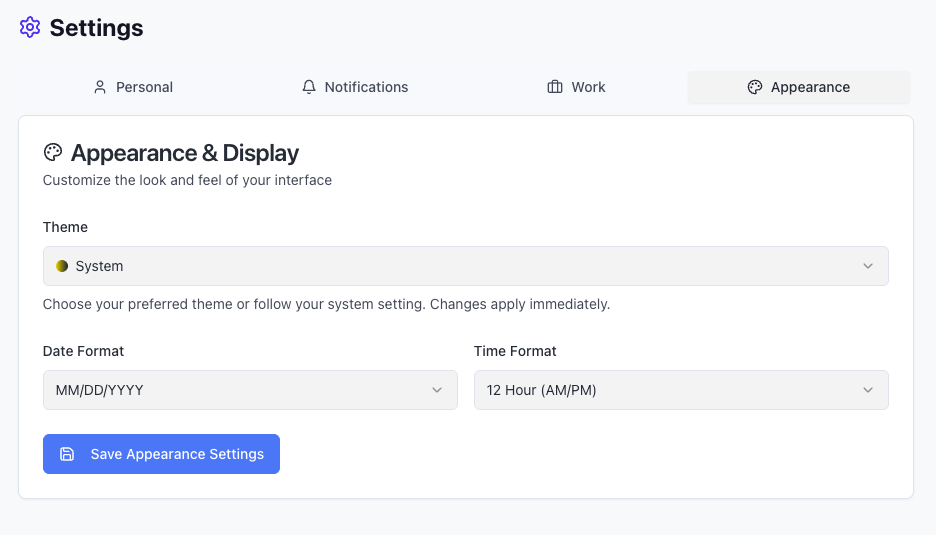 Settings
Personal
Notifications
Work
Appearance
Appearance & Display
Customize the look and feel of your interface
Theme
System
Choose your preferred theme or follow your system setting. Changes apply immediately.
Date Format
Time Format
MM/DD/YYYY
12 Hour (AM/PM)
Save Appearance Settings